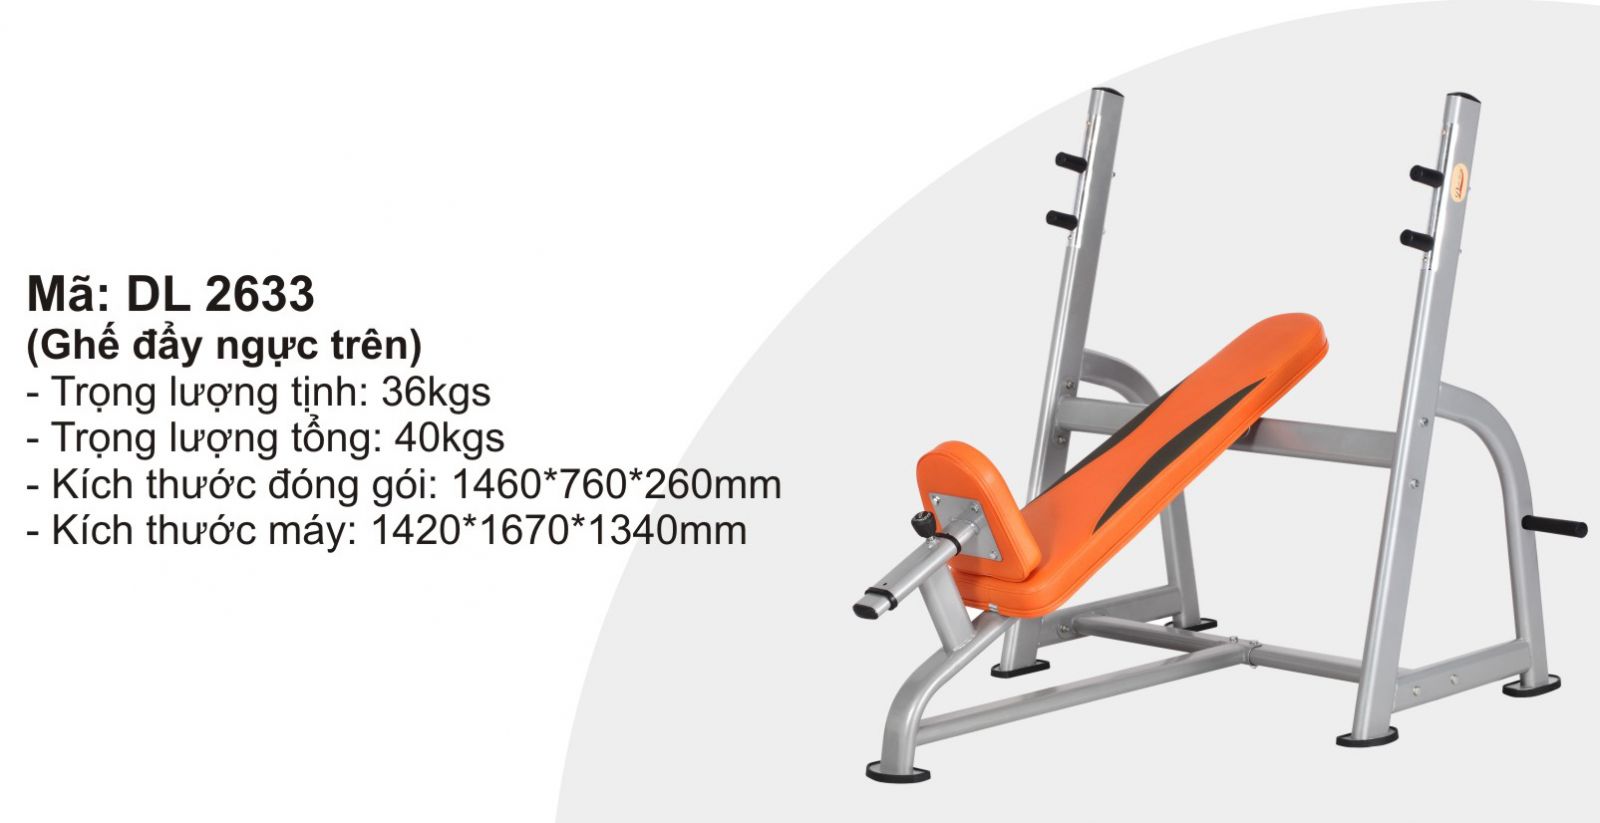 Mã: DL 2633
(Ghế đẩy ngực trên)
- Trọng lượng tịnh: 36kgs
- Trọng lượng tổng: 40kgs
- Kích thước đóng gói: 1460*760*260mm
- Kích thước máy: 1420*1670*1340mm